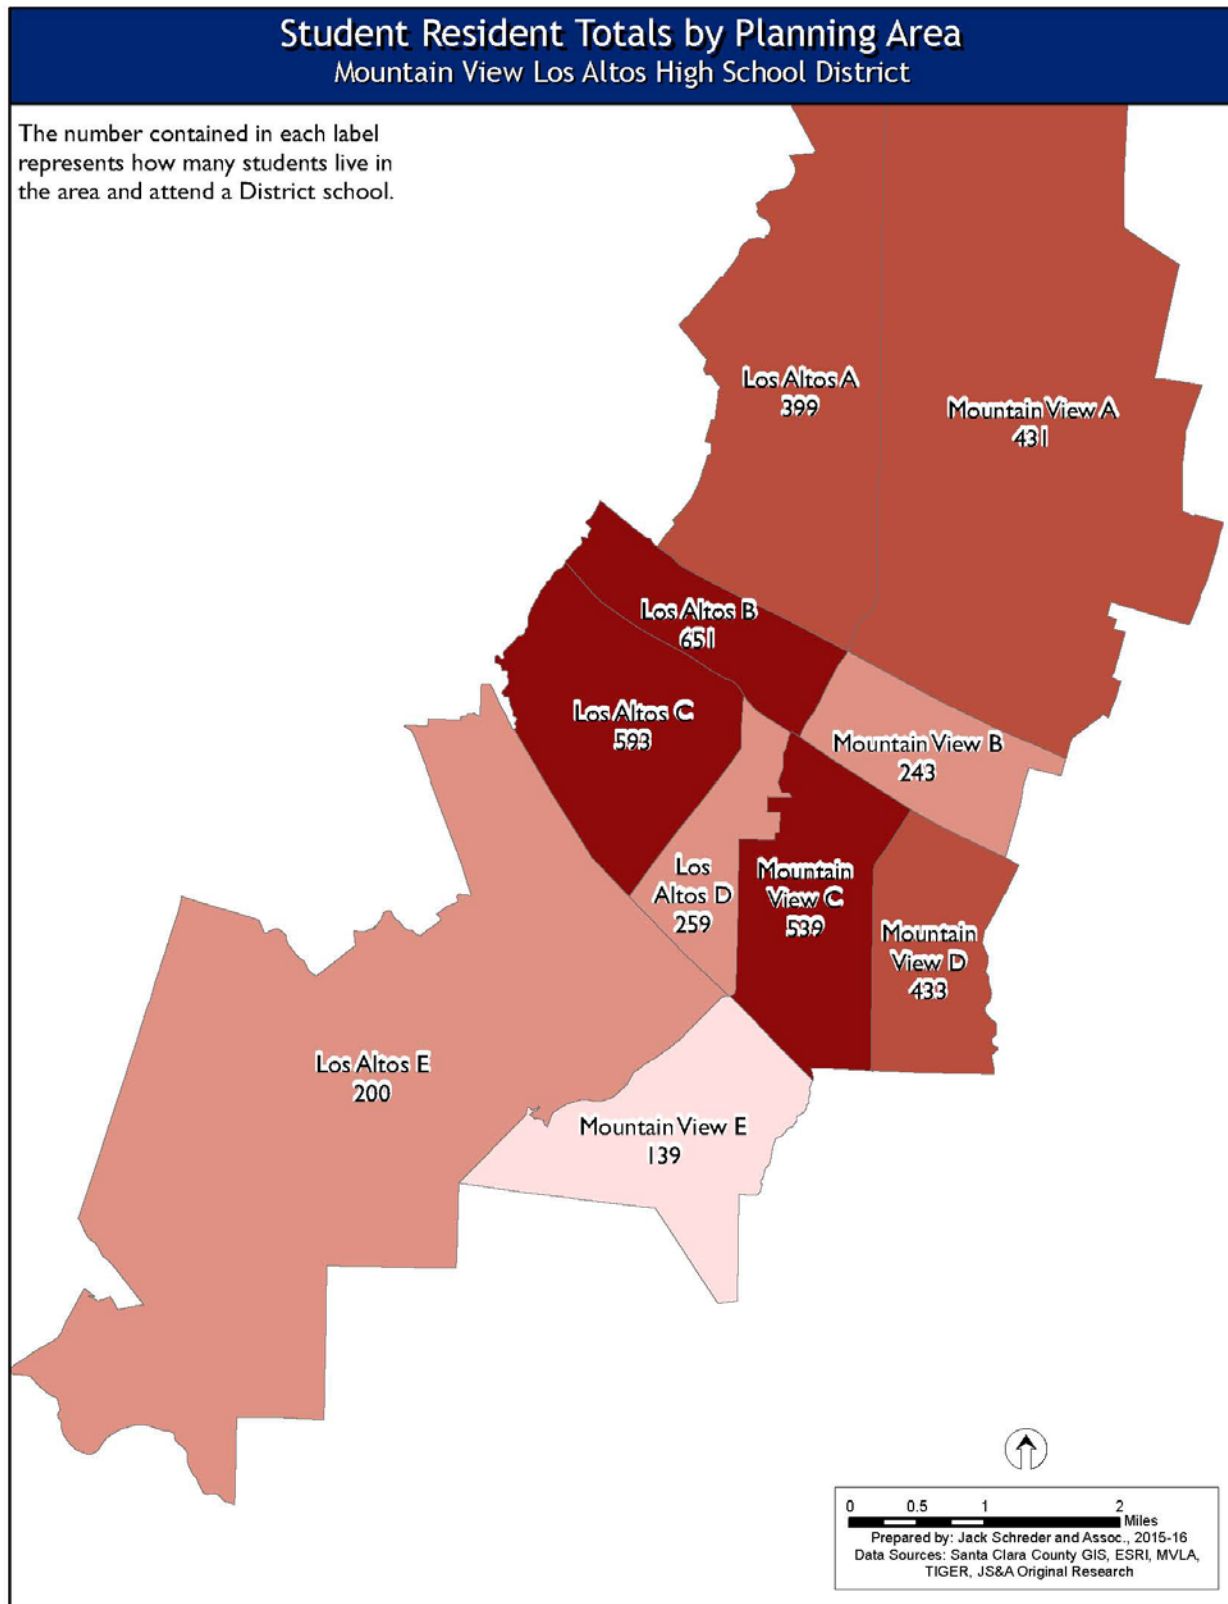 Student Resident Totals by Planning Area
Mountain View Los Altos High School District
The number contained in each label
represents how many students live in
the area and attend a District school.
Los Altos A
399
Mountain View A
431
Los Altos B
651
Los Altos C
593
Mountain View B
243
Los
Altos D
259
Mountain
View C
539
Mountain
View D
433
Los Altos E
200
Mountain View E
139
0 0.5 1 2
Miles
Prepared by: Jack Schreder and Assoc., 2015-16
Data Sources: Santa Clara County GIS, ESRI, MVLA,
TIGER, JS&A Original Research